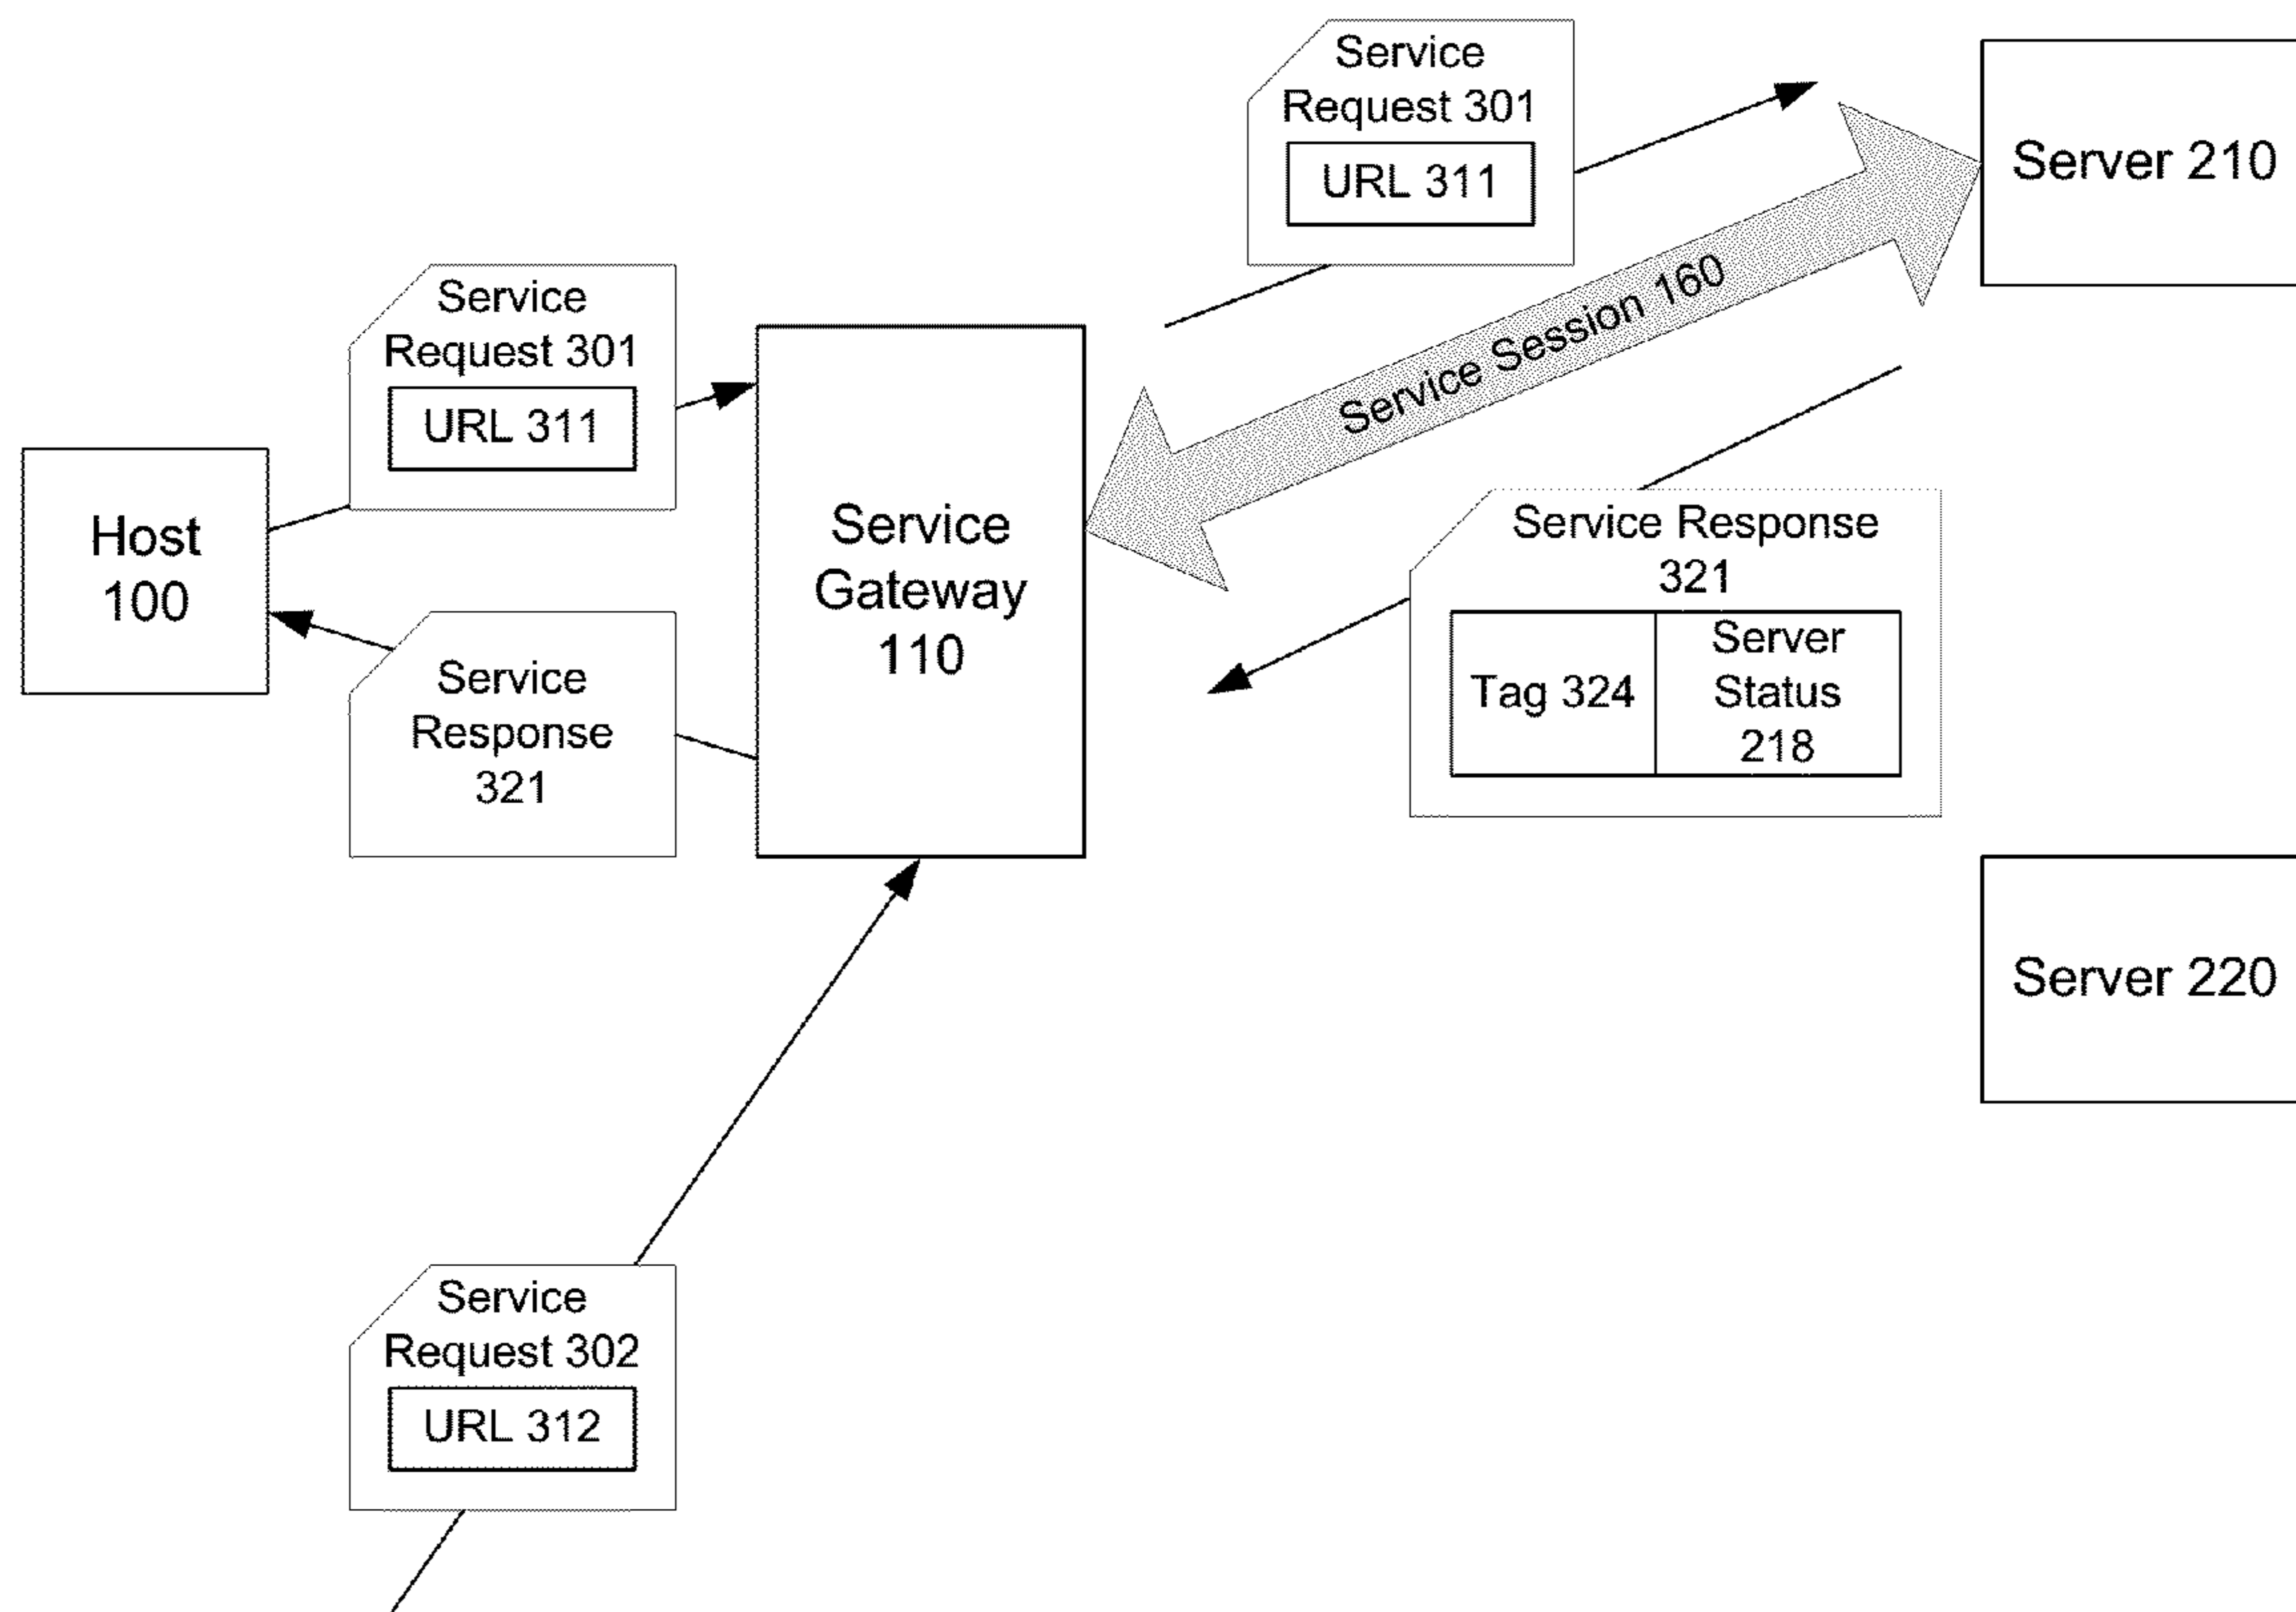 Service
Request 301
URL 311
Server 210
Service Session 160
Service
Request 301
URL 311
Host
100
Service
Gateway
110
Service Response
321
Tag 324
Server
Status
218
Service
Response
321
Server 220
Service
Request 302
URL 312